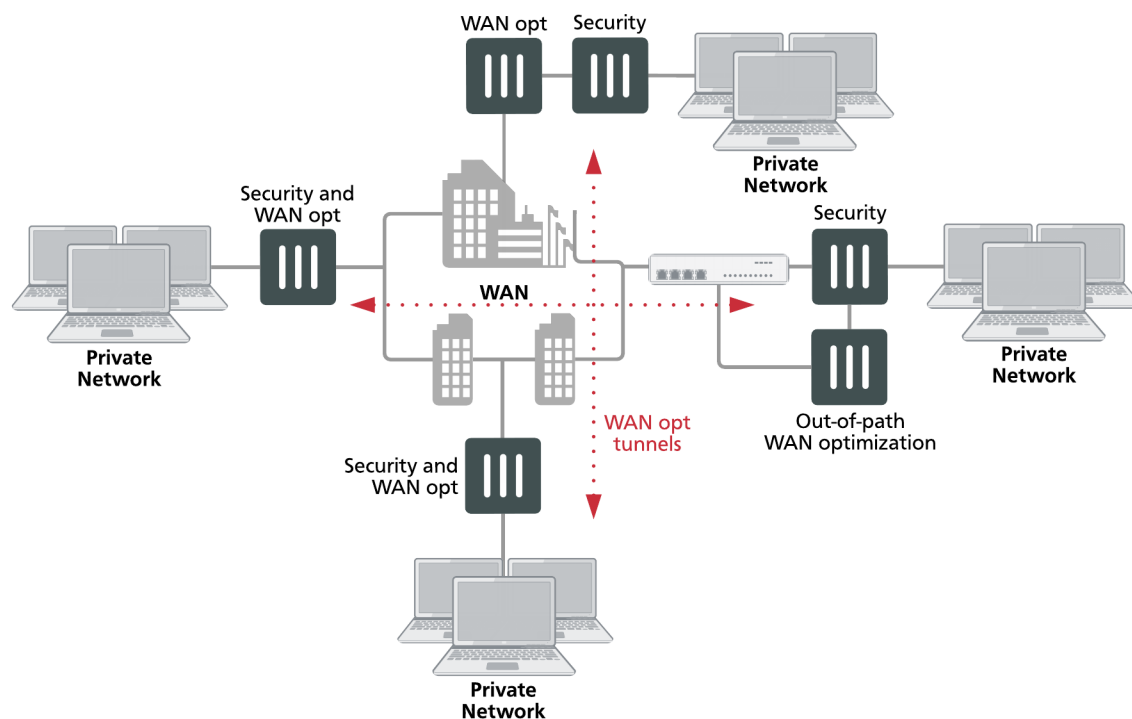 WAN opt
Security
Private
Network
Security and
WAN opt
Security
WAN
Private
Network
Private
Network
Out-of-path
WAN optimization
WAN opt
tunnels
Security and
WAN opt
Private
Network